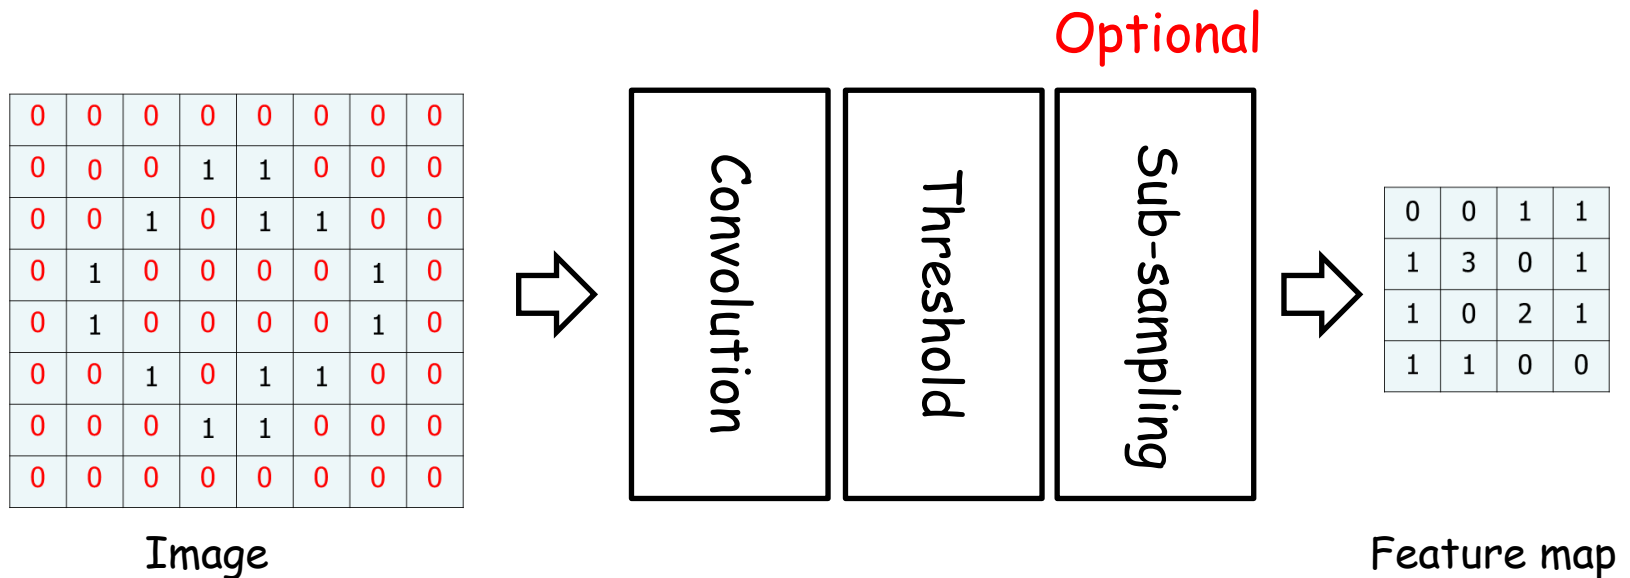 Optional
0 0 0 0 0 0 0 0
0 0 0 1 1 0 0 0
0 0 1 0 1 1 0 0
0 1 0 0 0 0 1 0
0 1 0 0 0 0 1 0
0 0 1 0 1 1 0 0
0 0 0 1 1 0 0 0
0 0 0 0 0 0 0 0
Image
Convolution
Threshold
Sub-sampling
0 0 1 1
1 3 0 1
1 0 2 1
1 1 0 0
Feature map